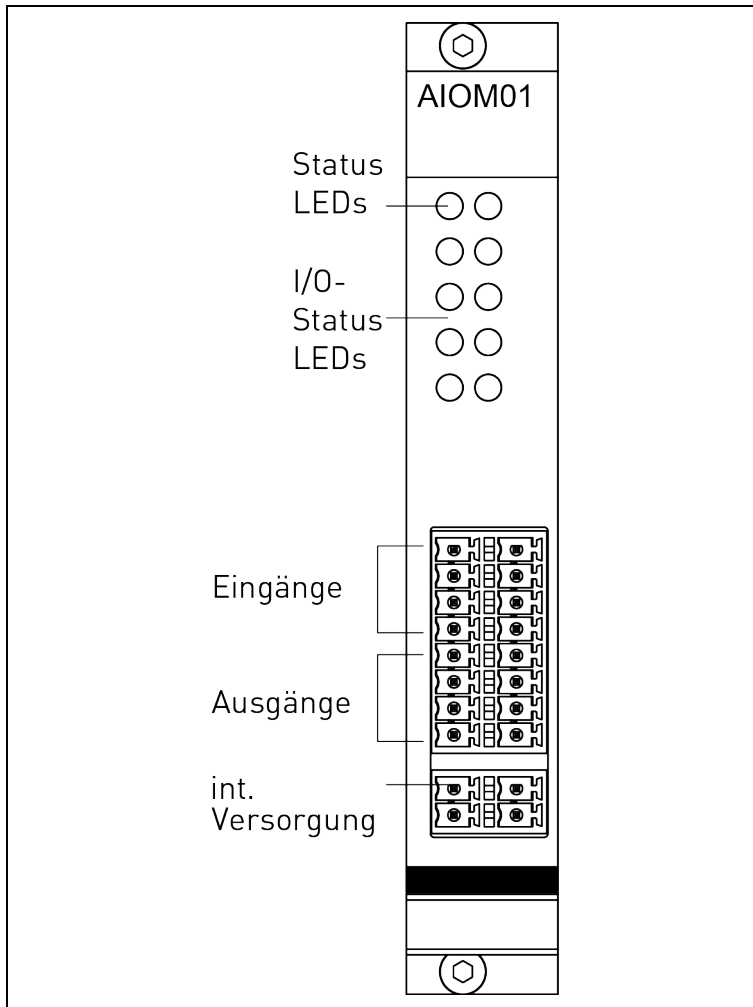 AIOM01
Status
LEDs
I/O-
Status
LEDs
Eingänge
Ausgänge
int.
Versorgung